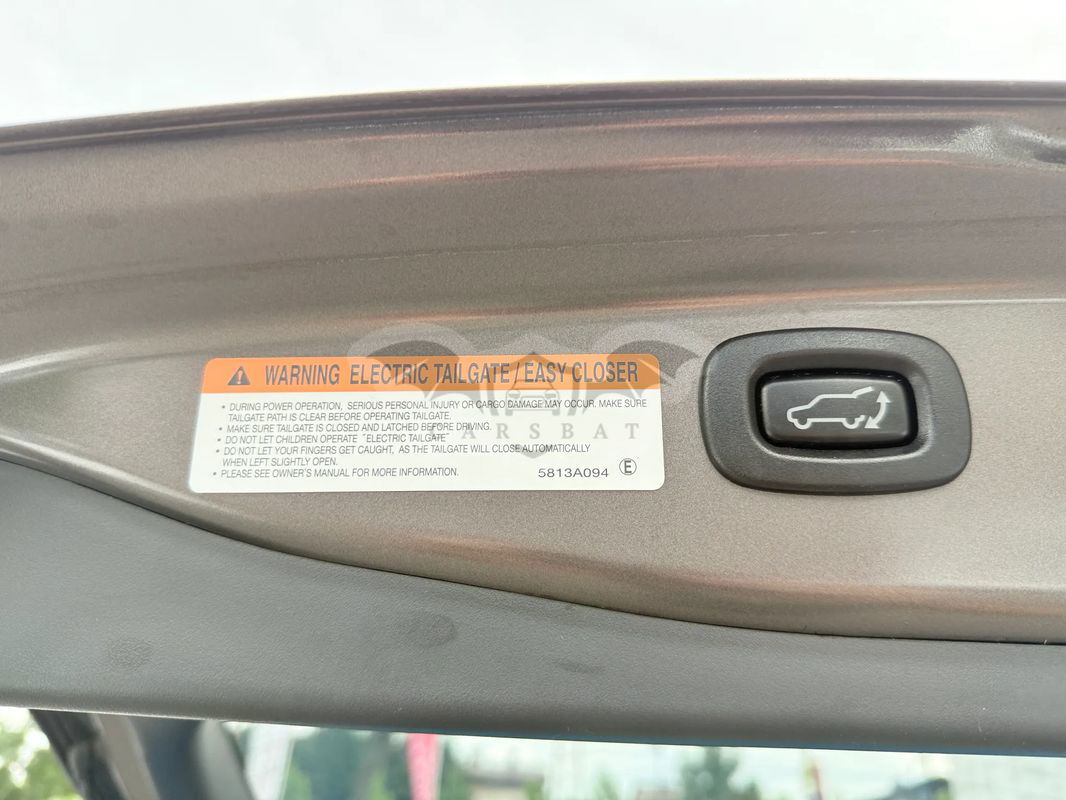 WARNING ELECTRIC TAILGATE / EASY CLOSER
• DURING POWER OPERATION, SERIOUS PERSONAL INJURY OR CARGO DAMAGE MAY OCCUR. MAKE SURE
TAILGATE PATH IS CLEAR BEFORE OPERATING TAILGATE.
• MAKE SURE TAILGATE IS CLOSED AND LATCHED BEFORE DRIVING.
• DO NOT LET CHILDREN OPERATE "ELECTRIC TAILGATE"
• DO NOT LET YOUR FINGERS GET CAUGHT, AS THE TAILGATE WILL CLOSE AUTOMATICALLY
WHEN LEFT SLIGHTLY OPEN.
• PLEASE SEE OWNER'S MANUAL FOR MORE INFORMATION.
5813A094 E
CARSBAT